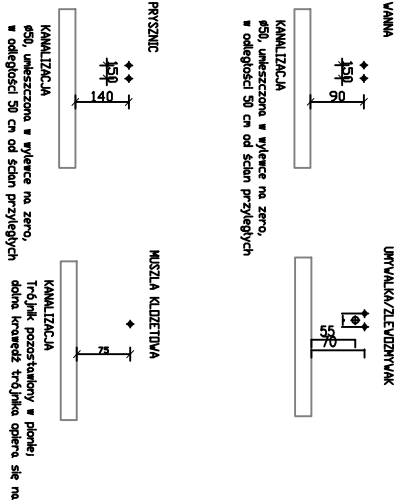 WANNA
150
90
KANALIZACJA
ø50, umieszczona w wylewce na zero,
w odległości 50 cm od ścian przyległych
UMYWALKA/ZLEWOZMYWAK
55
70
PRYSZNIC
150
140
KANALIZACJA
ø50, umieszczona w wylewce na zero,
w odległości 50 cm od ścian przyległych
MUSZLA KLOZETOWA
75
KANALIZACJA
Trójnik pozostawiony w pionie;
dolna krawędź trójnika opiera się na